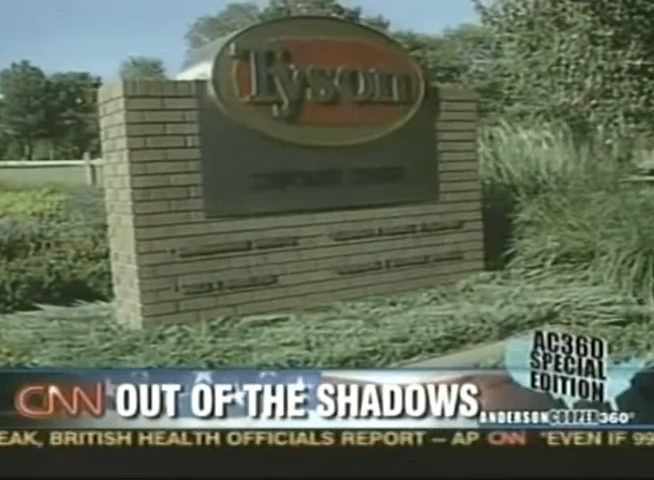 Tyson
AC360
SPECIAL
EDITION
CNN OUT OF THE SHADOWS
ANDERSON COOPER 360°
EAK, BRITISH HEALTH OFFICIALS REPORT — AP CNN "EVEN IF 99